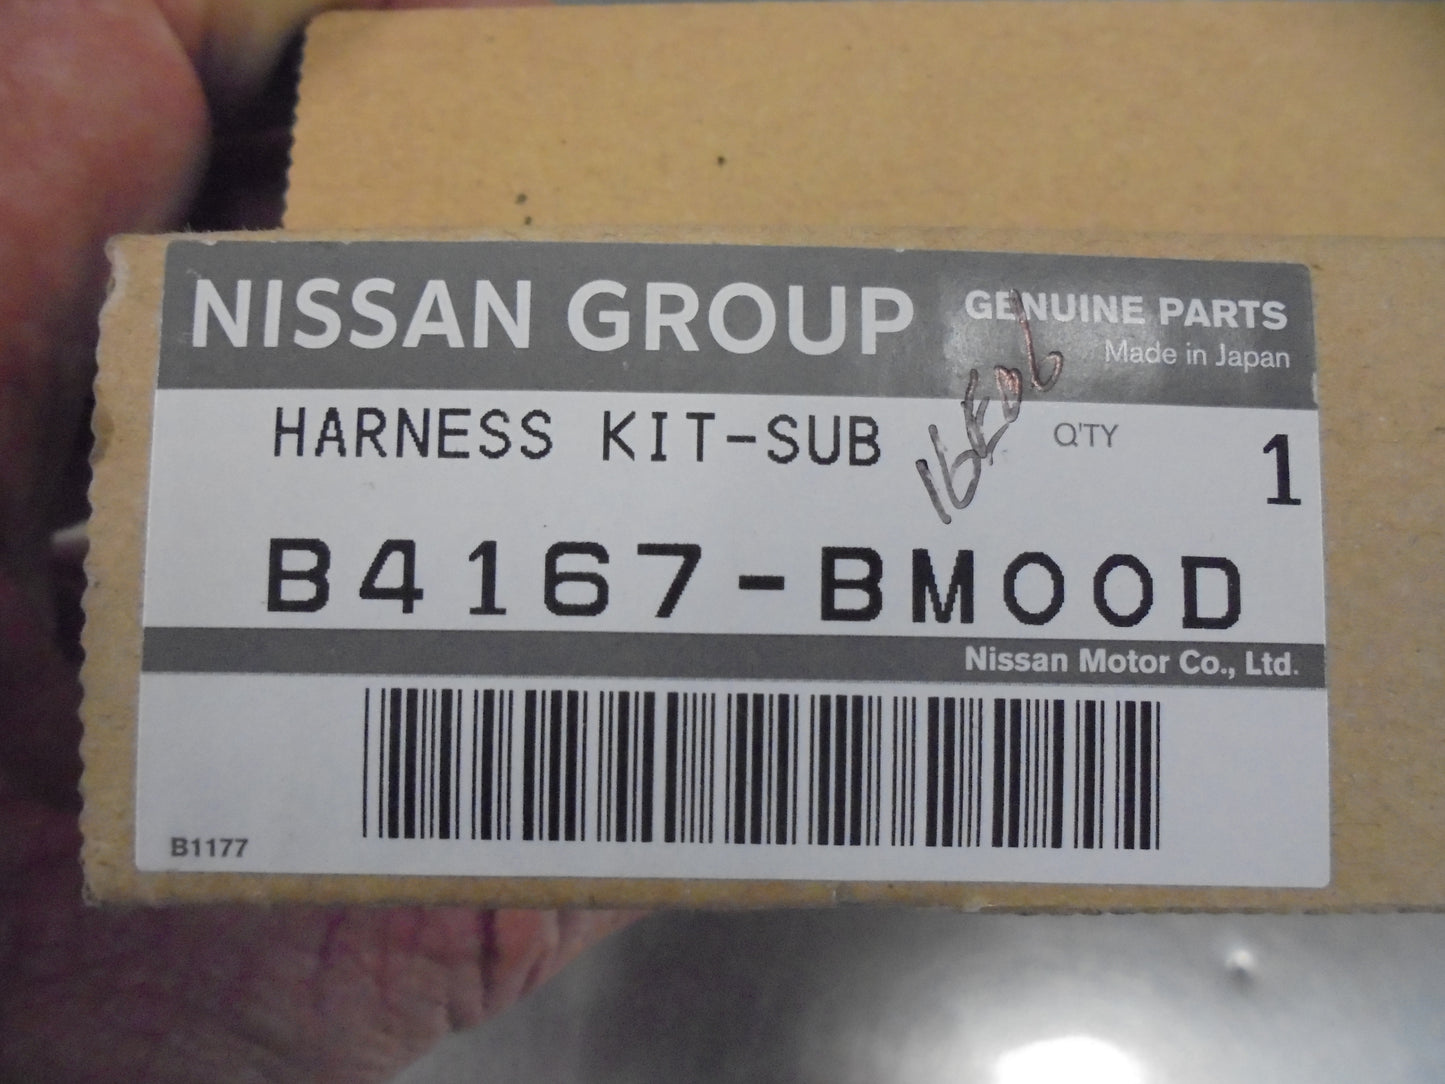 NISSAN GROUP
GENUINE PARTS
Made in Japan
HARNESS KIT-SUB
16E06
Q'TY 1
B4167-BM00D
Nissan Motor Co., Ltd.
B1177